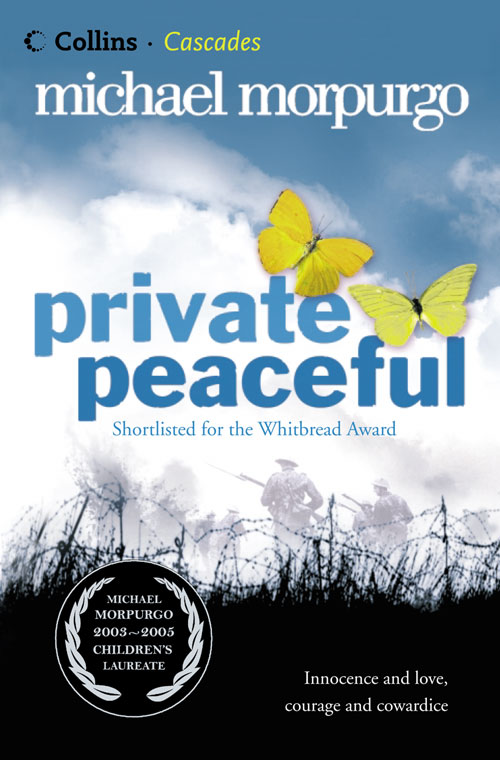 Collins · Cascades
michael morpurgo
private
peaceful
Shortlisted for the Whitbread Award
MICHAEL
MORPURGO
2003~2005
CHILDREN'S
LAUREATE
Innocence and love,
courage and cowardice